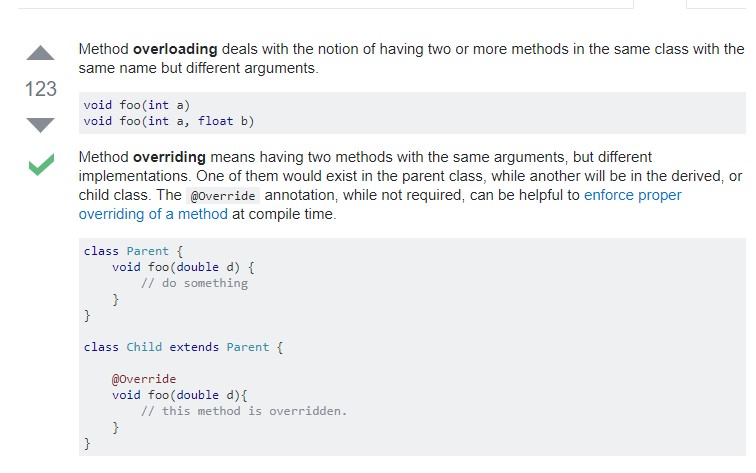 Method overloading deals with the notion of having two or more methods in the same class with the
same name but different arguments.
123
void foo(int a)
void foo(int a, float b)
Method overriding means having two methods with the same arguments, but different
implementations. One of them would exist in the parent class, while another will be in the derived, or
child class. The @Override annotation, while not required, can be helpful to enforce proper
overriding of a method at compile time.
class Parent {
    void foo(double d) {
        // do something
    }
}
class Child extends Parent {
    @Override
    void foo(double d){
        // this method is overridden.
    }
}